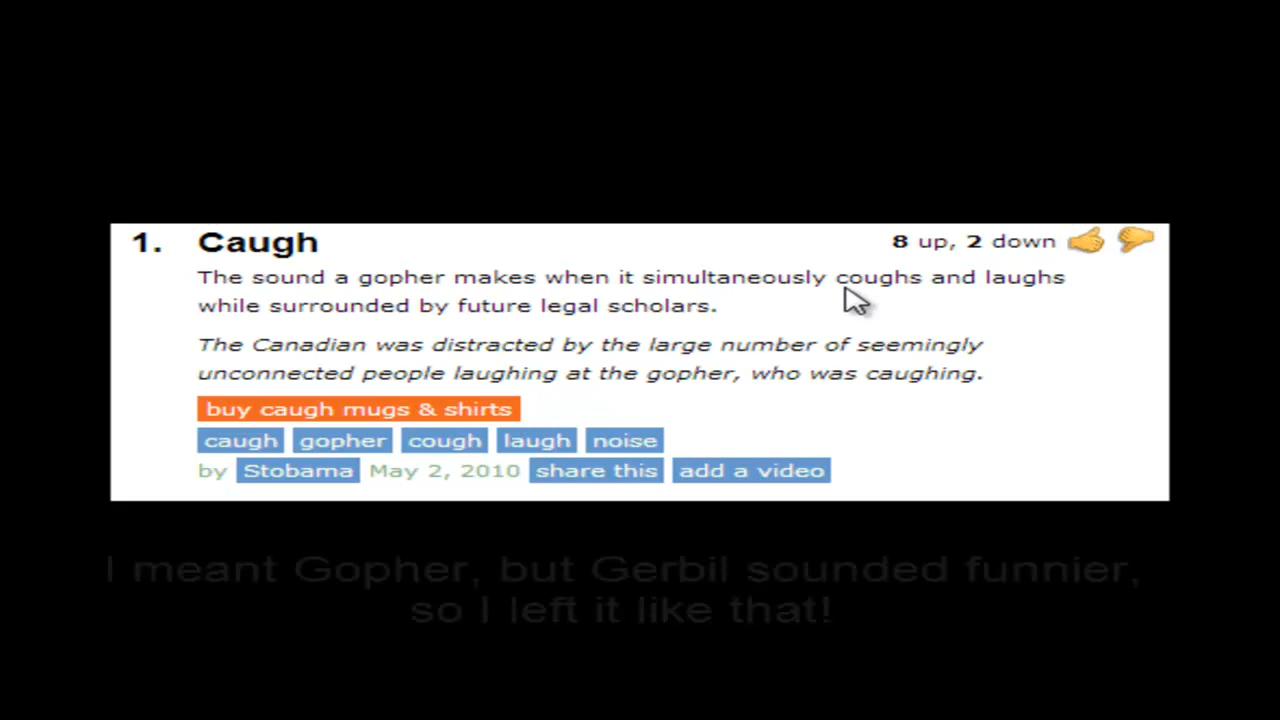 1. Caugh 8 up, 2 down
The sound a gopher makes when it simultaneously coughs and laughs
while surrounded by future legal scholars.
The Canadian was distracted by the large number of seemingly
unconnected people laughing at the gopher, who was caughing.
buy caugh mugs & shirts
caugh gopher cough laugh noise
by Stobama May 2, 2010 share this add a video
I meant Gopher, but Gerbil sounded funnier,
so I left it like that!